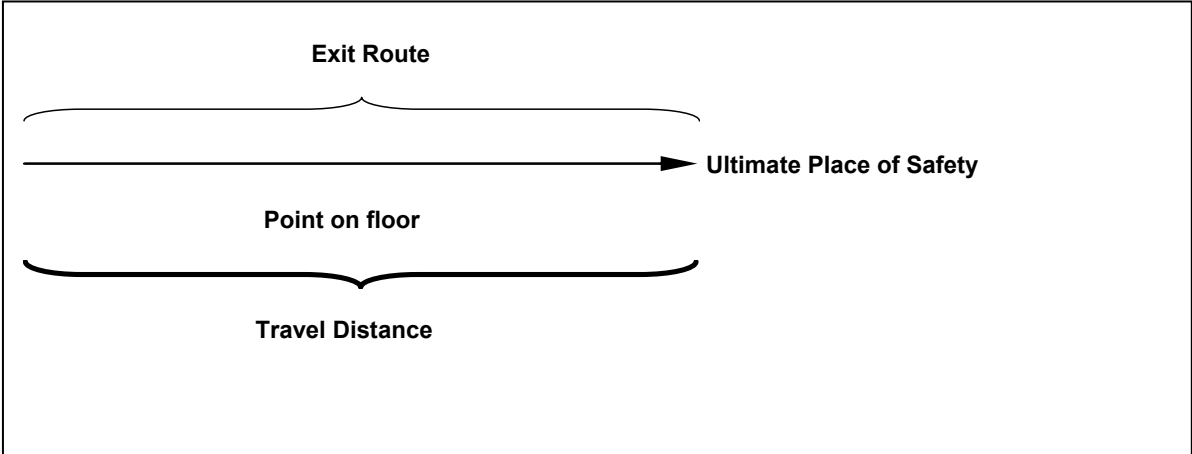 Exit Route
Ultimate Place of Safety
Point on floor
Travel Distance